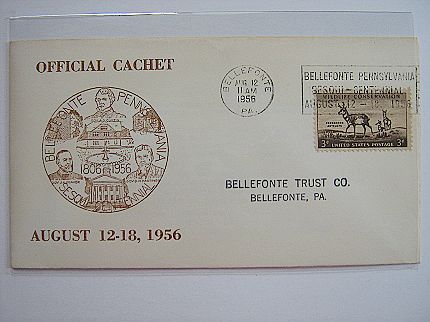 OFFICIAL CACHET
BELLEFONTE PENNSYLVANIA
1806 1956
SESQUI CENTENNIAL
AUGUST 12-18, 1956
BELLEFONTE
AUG 12
11 AM
1956
PA.
BELLEFONTE PENNSYLVANIA
SESQUI-CENTENNIAL
AUGUST 12-18, 1956
WILDLIFE CONSERVATION
3¢ UNITED STATES POSTAGE 3¢
BELLEFONTE TRUST CO.
BELLEFONTE, PA.